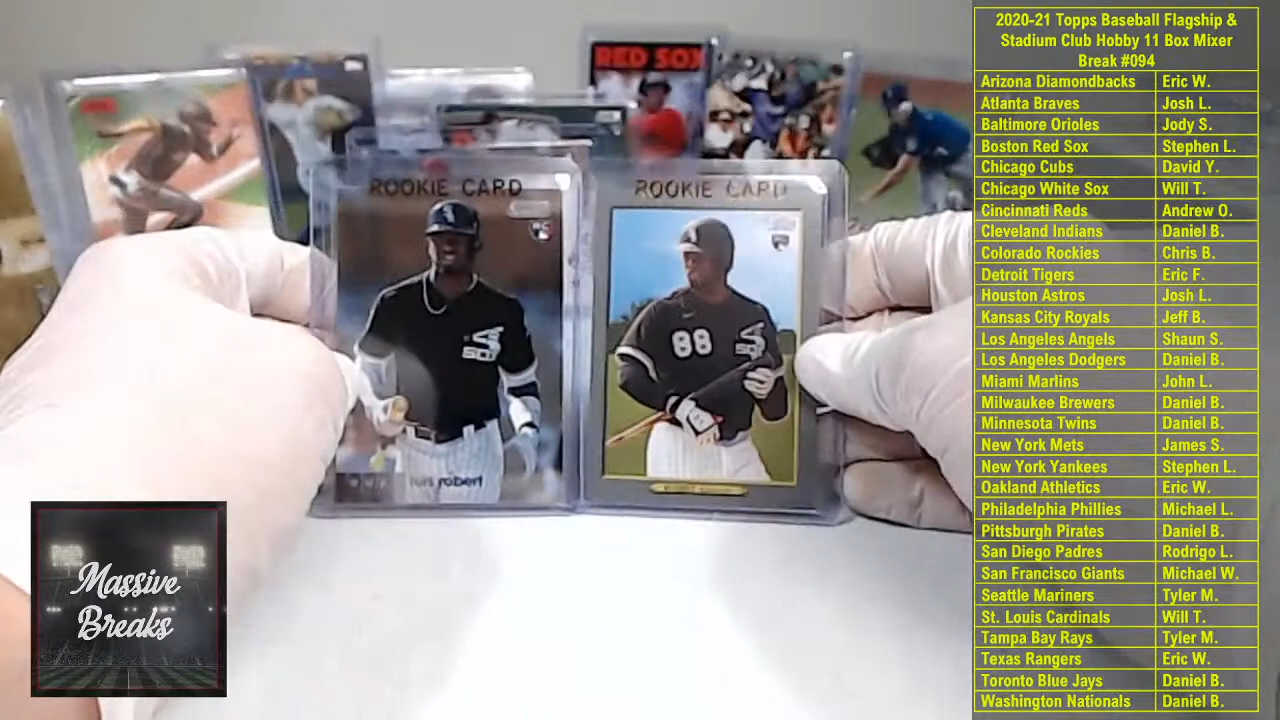 RED SOX
ROOKIE CARD
luis robert
ROOKIE CARD
88
Massive
Breaks
2020-21 Topps Baseball Flagship &
Stadium Club Hobby 11 Box Mixer
Break #094
Arizona Diamondbacks Eric W.
Atlanta Braves Josh L.
Baltimore Orioles Jody S.
Boston Red Sox Stephen L.
Chicago Cubs David Y.
Chicago White Sox Will T.
Cincinnati Reds Andrew O.
Cleveland Indians Daniel B.
Colorado Rockies Chris B.
Detroit Tigers Eric F.
Houston Astros Josh L.
Kansas City Royals Jeff B.
Los Angeles Angels Shaun S.
Los Angeles Dodgers Daniel B.
Miami Marlins John L.
Milwaukee Brewers Daniel B.
Minnesota Twins Daniel B.
New York Mets James S.
New York Yankees Stephen L.
Oakland Athletics Eric W.
Philadelphia Phillies Michael L.
Pittsburgh Pirates Daniel B.
San Diego Padres Rodrigo L.
San Francisco Giants Michael W.
Seattle Mariners Tyler M.
St. Louis Cardinals Will T.
Tampa Bay Rays Tyler M.
Texas Rangers Eric W.
Toronto Blue Jays Daniel B.
Washington Nationals Daniel B.